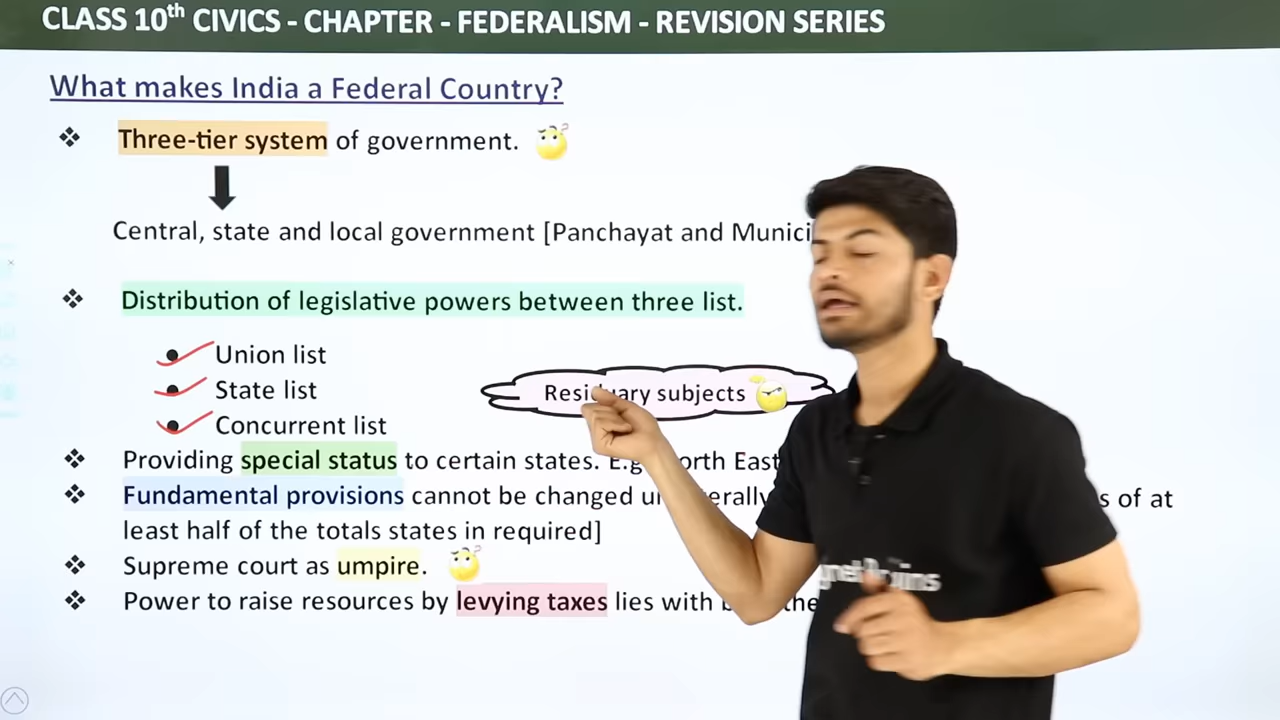 CLASS 10th CIVICS - CHAPTER - FEDERALISM - REVISION SERIES
What makes India a Federal Country?
❖ Three-tier system of government.
Central, state and local government [Panchayat and
❖ Distribution of legislative powers between three list.
• Union list
• State list
Residuary subjects
• Concurrent list
❖ Providing special status to certain states. E.g. East
❖ Fundamental provisions cannot be changed of at
least half of the totals states in required]
❖ Supreme court as umpire.
❖ Power to raise resources by levying taxes lies with